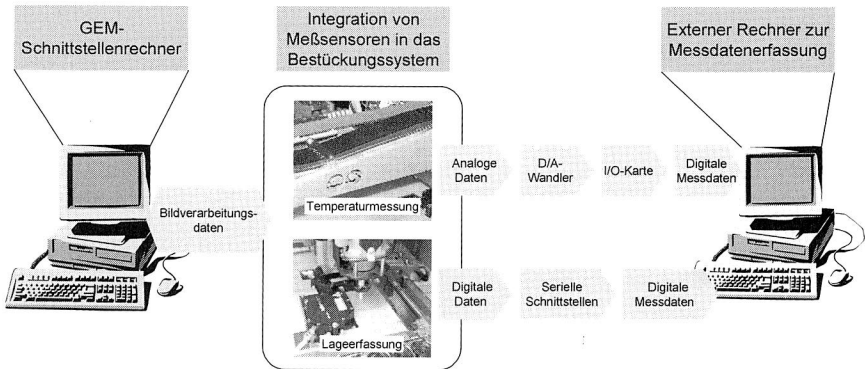 GEM-
Schnittstellenrechner
Integration von
Meßsensoren in das
Bestückungssystem
Externer Rechner zur
Messdatenerfassung
Bildverarbeitungs-
daten
Temperaturmessung
Analoge
Daten
D/A-
Wandler
I/O-Karte
Digitale
Messdaten
Lageerfassung
Digitale
Daten
Serielle
Schnittstellen
Digitale
Messdaten